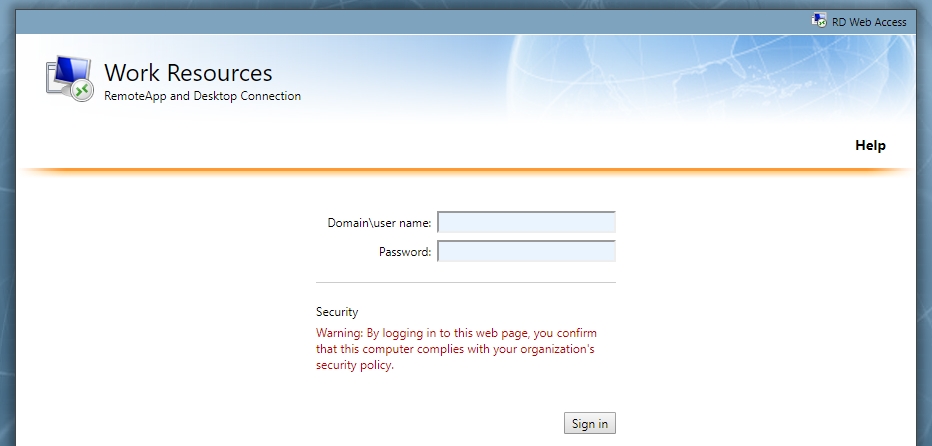 RD Web Access
Work Resources
RemoteApp and Desktop Connection
Help
Domain\user name:
Password:
Security
Warning: By logging in to this web page, you confirm
that this computer complies with your organization's
security policy.
Sign in